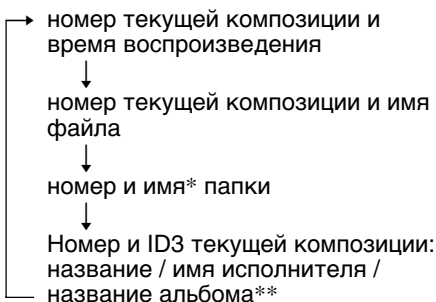 номер текущей композиции и
время воспроизведения
номер текущей композиции и имя
файла
номер и имя* папки
Номер и ID3 текущей композиции:
название / имя исполнителя /
название альбома**